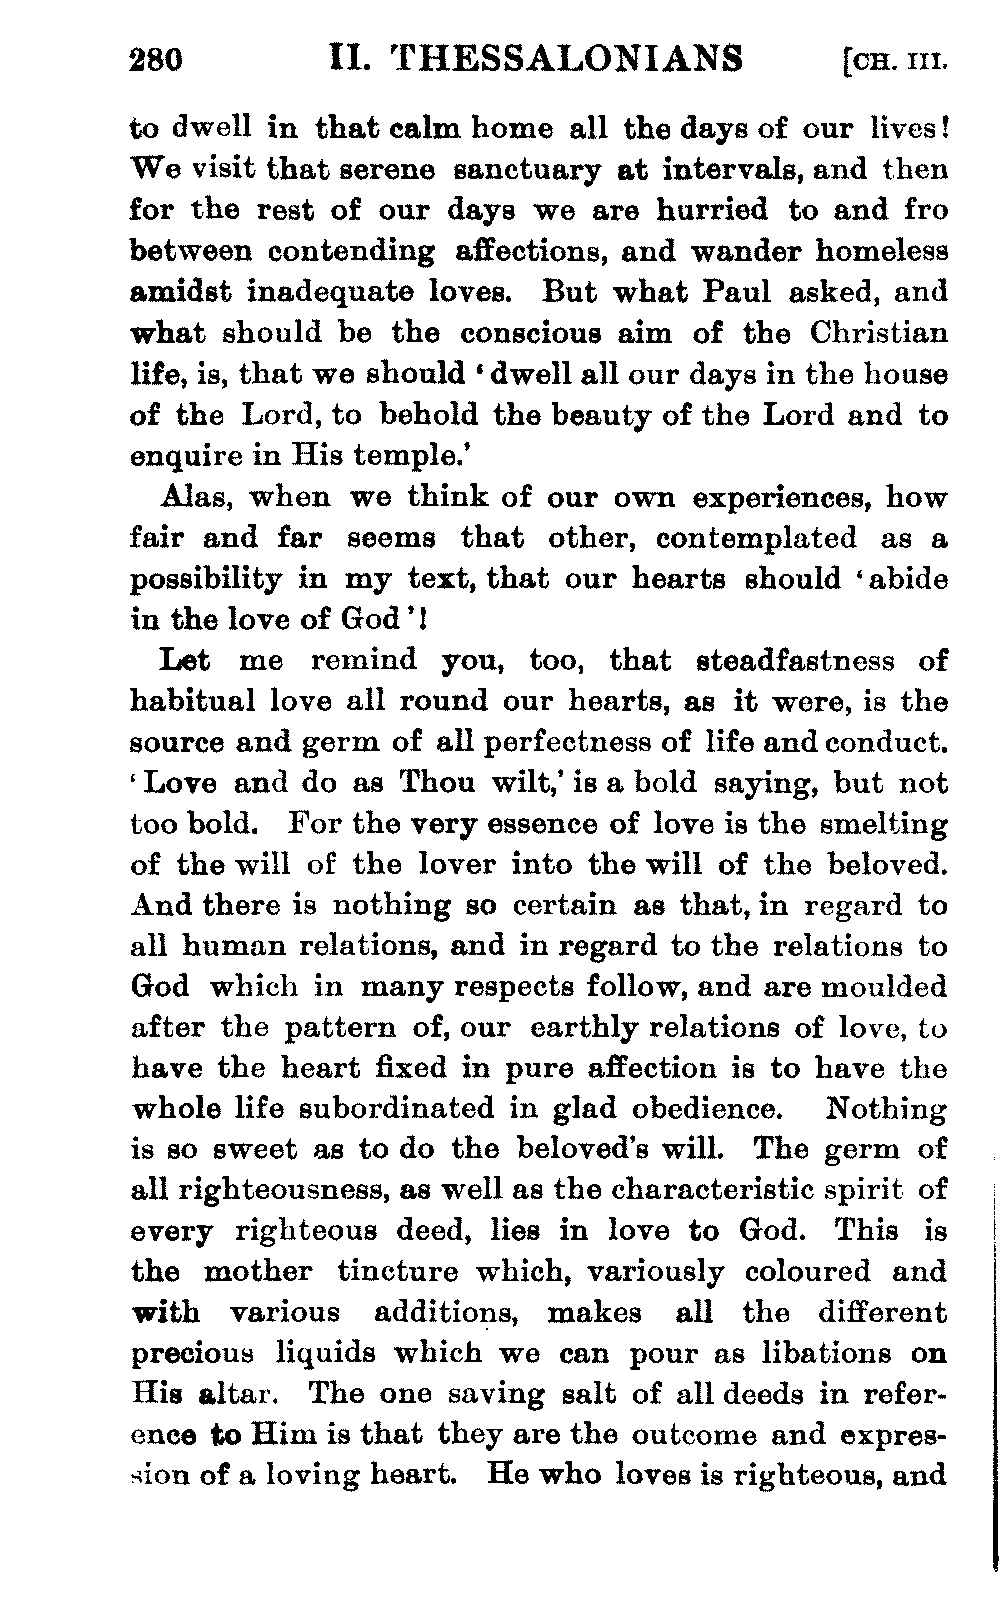 280 II. THESSALONIANS [CH. III.
to dwell in that calm home all the days of our lives!
We visit that serene sanctuary at intervals, and then
for the rest of our days we are hurried to and fro
between contending affections, and wander homeless
amidst inadequate loves. But what Paul asked, and
what should be the conscious aim of the Christian
life, is, that we should ‘dwell all our days in the house
of the Lord, to behold the beauty of the Lord and to
enquire in His temple.’
Alas, when we think of our own experiences, how
fair and far seems that other, contemplated as a
possibility in my text, that our hearts should ‘abide
in the love of God’!
Let me remind you, too, that steadfastness of
habitual love all round our hearts, as it were, is the
source and germ of all perfectness of life and conduct.
‘Love and do as Thou wilt,’ is a bold saying, but not
too bold. For the very essence of love is the smelting
of the will of the lover into the will of the beloved.
And there is nothing so certain as that, in regard to
all human relations, and in regard to the relations to
God which in many respects follow, and are moulded
after the pattern of, our earthly relations of love, to
have the heart fixed in pure affection is to have the
whole life subordinated in glad obedience. Nothing
is so sweet as to do the beloved’s will. The germ of
all righteousness, as well as the characteristic spirit of
every righteous deed, lies in love to God. This is
the mother tincture which, variously coloured and
with various additions, makes all the different
precious liquids which we can pour as libations on
His altar. The one saving salt of all deeds in refer-
ence to Him is that they are the outcome and expres-
sion of a loving heart. He who loves is righteous, and